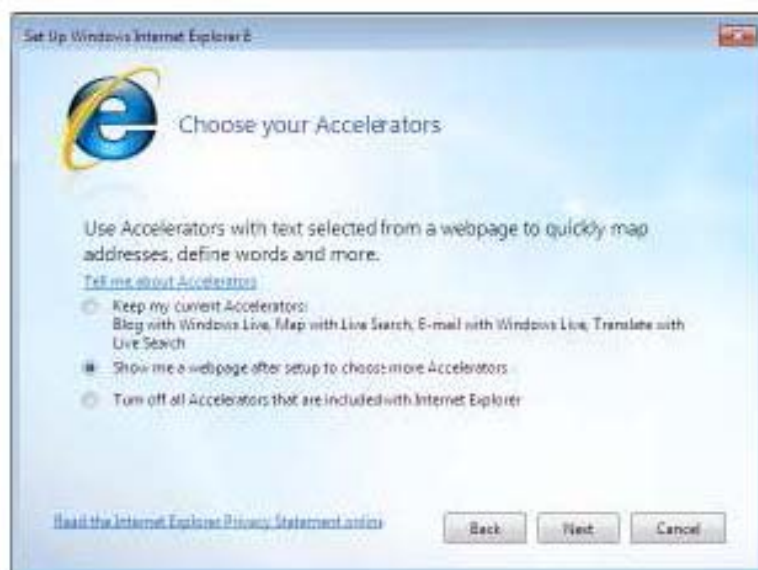 Set Up Windows Internet Explorer 8
Choose your Accelerators
Use Accelerators with text selected from a webpage to quickly map
addresses, define words and more.
Tell me about Accelerators
Keep my current Accelerators:
Blog with Windows Live, Map with Live Search, E-mail with Windows Live, Translate with
Live Search
Show me a webpage after setup to choose more Accelerators
Turn off all Accelerators that are included with Internet Explorer
Read the Internet Explorer Privacy Statement online
Back Next Cancel